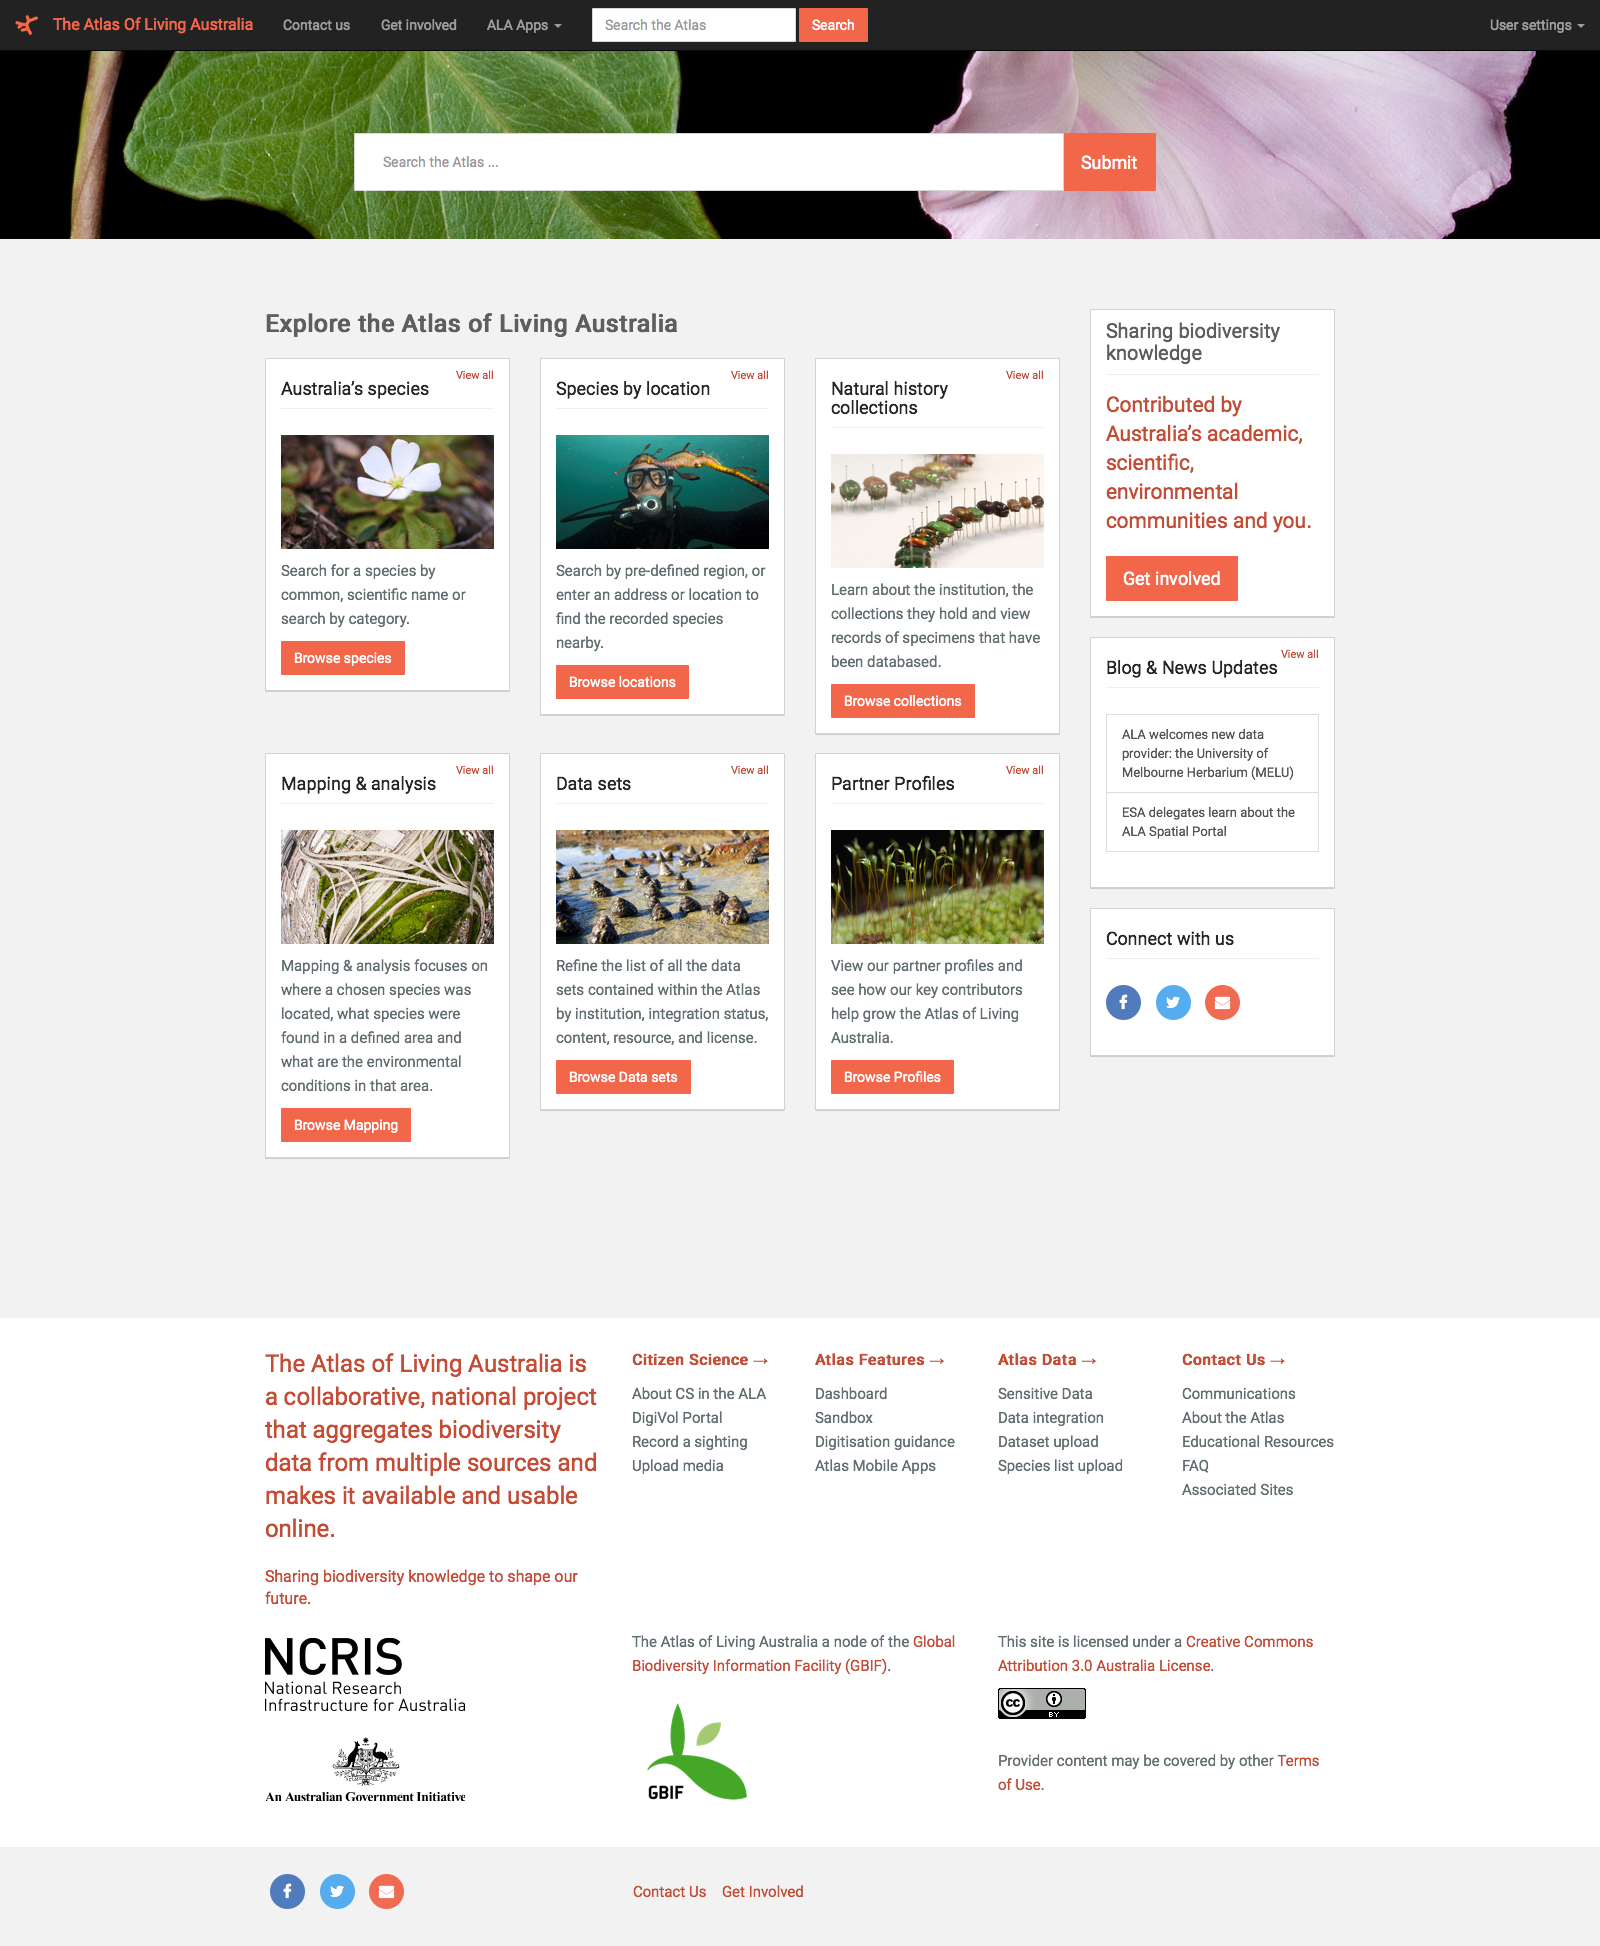 The Atlas Of Living Australia
Contact us
Get involved
ALA Apps
Search the Atlas
Search
User settings
Search the Atlas ...
Submit
Explore the Atlas of Living Australia
View all
Australia’s species
Search for a species by
common, scientific name or
search by category.
Browse species
View all
Species by location
Search by pre-defined region, or
enter an address or location to
find the recorded species
nearby.
Browse locations
View all
Natural history
collections
Learn about the institution, the
collections they hold and view
records of specimens that have
been databased.
Browse collections
View all
Mapping & analysis
Mapping & analysis focuses on
where a chosen species was
located, what species were
found in a defined area and
what are the environmental
conditions in that area.
Browse Mapping
View all
Data sets
Refine the list of all the data
sets contained within the Atlas
by institution, integration status,
content, resource, and license.
Browse Data sets
View all
Partner Profiles
View our partner profiles and
see how our key contributors
help grow the Atlas of Living
Australia.
Browse Profiles
Sharing biodiversity
knowledge
Contributed by
Australia’s academic,
scientific,
environmental
communities and you.
Get involved
View all
Blog & News Updates
ALA welcomes new data
provider: the University of
Melbourne Herbarium (MELU)
ESA delegates learn about the
ALA Spatial Portal
Connect with us
The Atlas of Living Australia is
a collaborative, national project
that aggregates biodiversity
data from multiple sources and
makes it available and usable
online.
Sharing biodiversity knowledge to shape our
future.
Citizen Science →
About CS in the ALA
DigiVol Portal
Record a sighting
Upload media
Atlas Features →
Dashboard
Sandbox
Digitisation guidance
Atlas Mobile Apps
Atlas Data →
Sensitive Data
Data integration
Dataset upload
Species list upload
Contact Us →
Communications
About the Atlas
Educational Resources
FAQ
Associated Sites
NCRIS
National Research
Infrastructure for Australia
An Australian Government Initiative
The Atlas of Living Australia a node of the Global
Biodiversity Information Facility (GBIF).
GBIF
This site is licensed under a Creative Commons
Attribution 3.0 Australia License.
cc
BY
Provider content may be covered by other Terms
of Use.
Contact Us
Get Involved